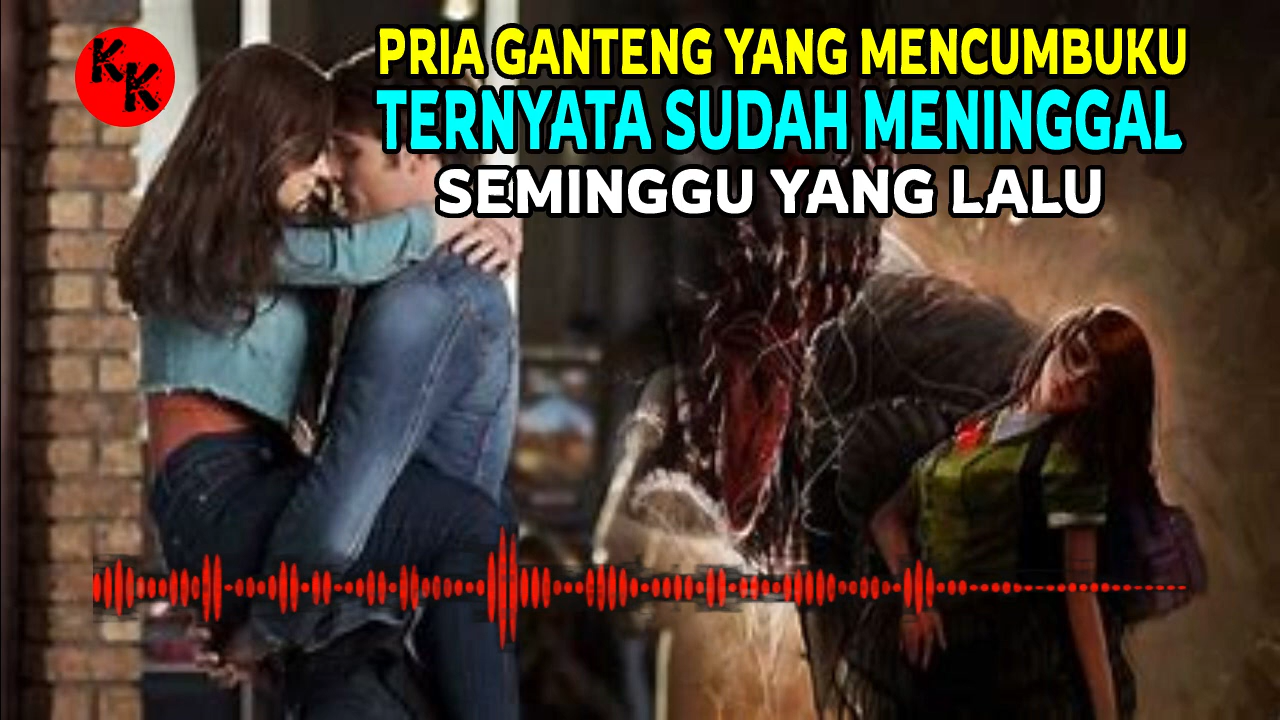 KK
PRIA GANTENG YANG MENCUMBUKU
TERNYATA SUDAH MENINGGAL
SEMINGGU YANG LALU